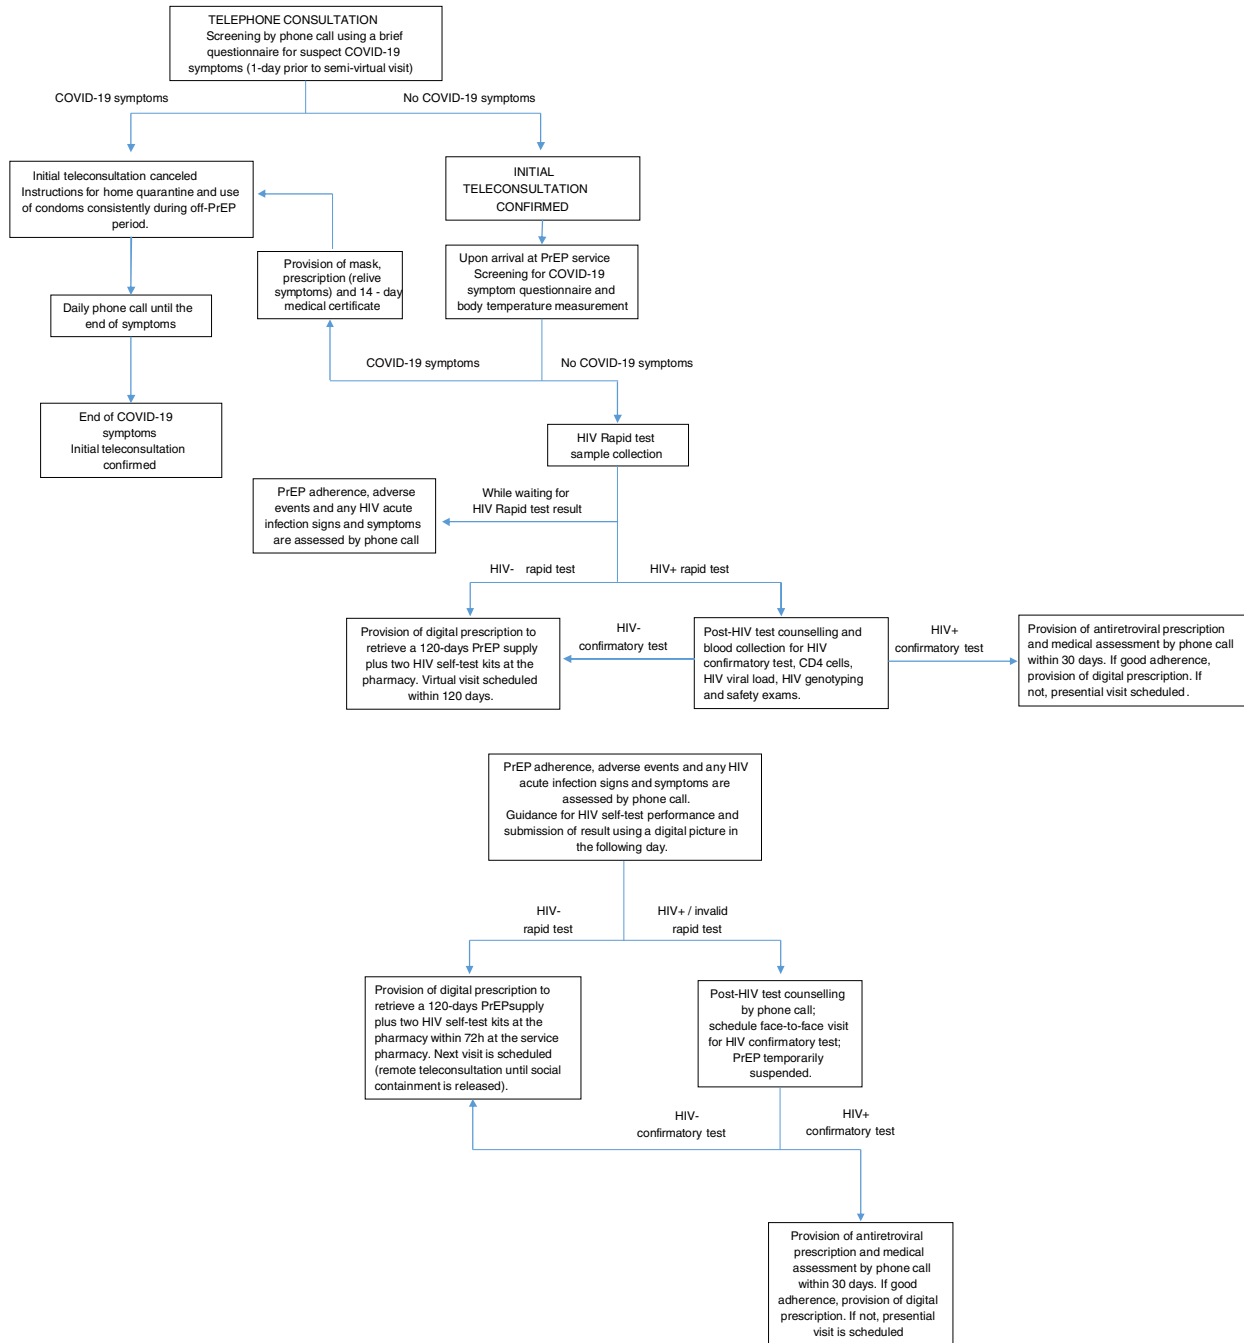 TELEPHONE CONSULTATION
Screening by phone call using a brief
questionnaire for suspect COVID-19
symptoms (1-day prior to semi-virtual visit)
COVID-19 symptoms
No COVID-19 symptoms
Initial teleconsultation canceled
Instructions for home quarantine and use
of condoms consistently during off-PrEP
period.
INITIAL
TELECONSULTATION
CONFIRMED
Provision of mask,
prescription (relive
symptoms) and 14 - day
medical certificate
Upon arrival at PrEP service
Screening for COVID-19
symptom questionnaire and
body temperature measurement
Daily phone call until the
end of symptoms
COVID-19 symptoms
No COVID-19 symptoms
End of COVID-19
symptoms
Initial teleconsultation
confirmed
HIV Rapid test
sample collection
PrEP adherence, adverse
events and any HIV acute
infection signs and symptoms
are assessed by phone call
While waiting for
HIV Rapid test result
HIV- rapid test
HIV+ rapid test
Provision of digital prescription to
retrieve a 120-days PrEP supply
plus two HIV self-test kits at the
pharmacy. Virtual visit scheduled
within 120 days.
HIV-
confirmatory test
Post-HIV test counselling and
blood collection for HIV
confirmatory test, CD4 cells,
HIV viral load, HIV genotyping
and safety exams.
HIV+
confirmatory test
Provision of antiretroviral prescription
and medical assessment by phone call
within 30 days. If good adherence,
provision of digital prescription. If
not, presential visit scheduled.
PrEP adherence, adverse events and any HIV
acute infection signs and symptoms are
assessed by phone call.
Guidance for HIV self-test performance and
submission of result using a digital picture in
the following day.
HIV-
rapid test
HIV+ / invalid
rapid test
Provision of digital prescription to
retrieve a 120-days PrEPsupply
plus two HIV self-test kits at the
pharmacy within 72h at the service
pharmacy. Next visit is scheduled
(remote teleconsultation until social
containment is released).
Post-HIV test counselling
by phone call;
schedule face-to-face visit
for HIV confirmatory test;
PrEP temporarily
suspended.
HIV-
confirmatory test
HIV+
confirmatory test
Provision of antiretroviral
prescription and medical
assessment by phone call
within 30 days. If good
adherence, provision of digital
prescription. If not, presential
visit is scheduled